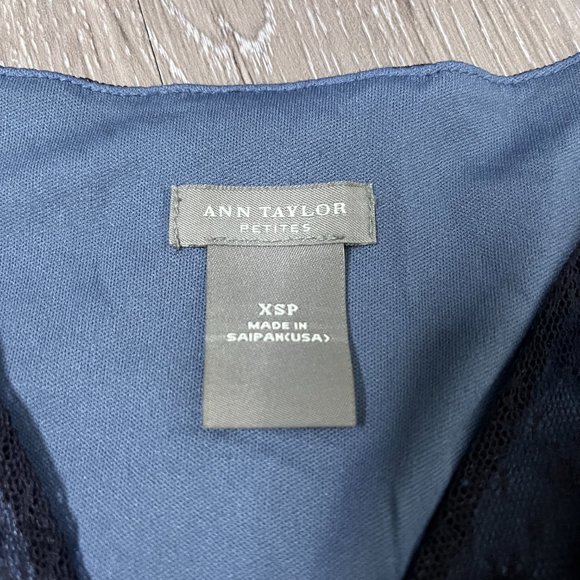 ANN TAYLOR
PETITES
XSP
MADE IN
SAIPAN(USA)